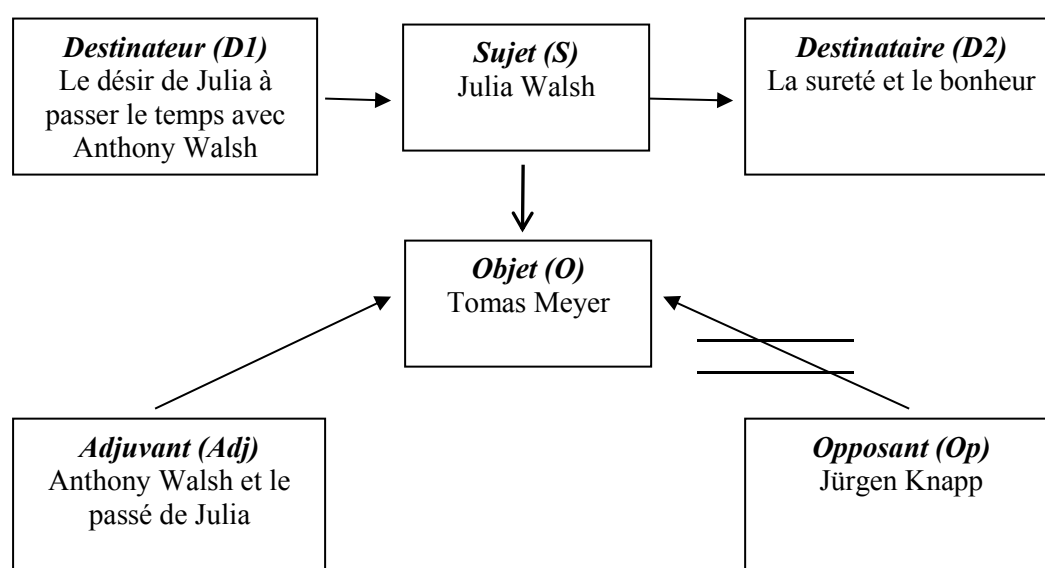 Destinateur (D1)
Le désir de Julia à
passer le temps avec
Anthony Walsh
Sujet (S)
Julia Walsh
Destinataire (D2)
La sureté et le bonheur
Objet (O)
Tomas Meyer
Adjuvant (Adj)
Anthony Walsh et le
passé de Julia
Opposant (Op)
Jürgen Knapp